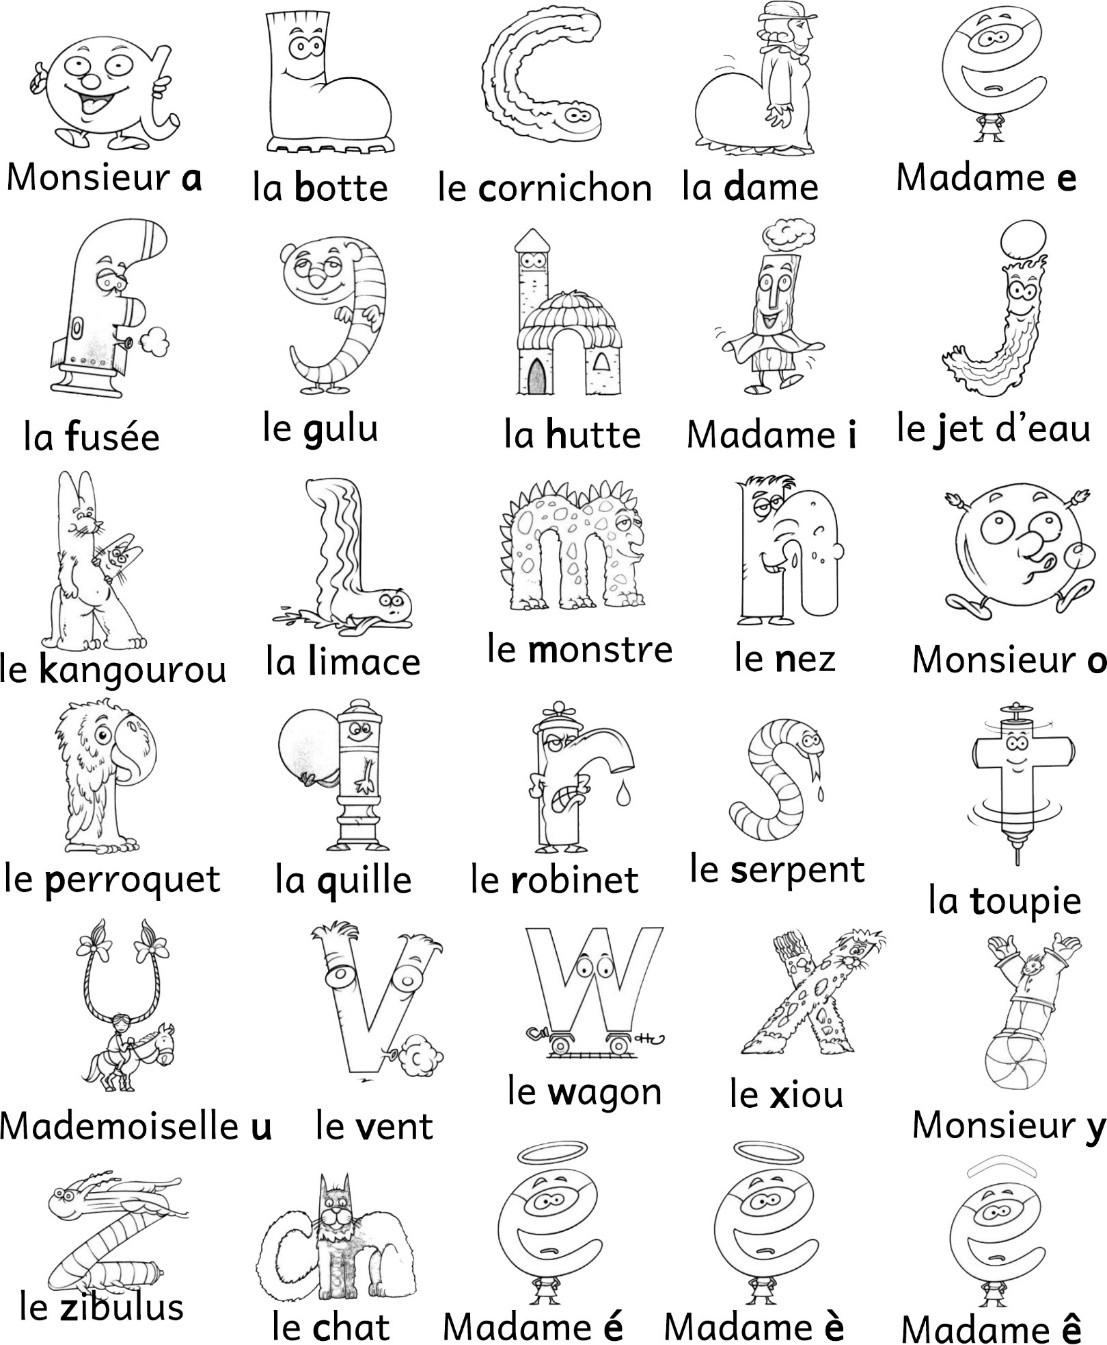 Monsieur a
la botte
le cornichon
la dame
Madame e
la fusée
le gulu
la hutte
Madame i
le jet d'eau
le kangourou
la limace
le monstre
le nez
Monsieur o
le perroquet
la quille
le robinet
le serpent
la toupie
Mademoiselle u
le vent
le wagon
le xiou
Monsieur y
le zibulus
le chat
Madame é
Madame è
Madame ê